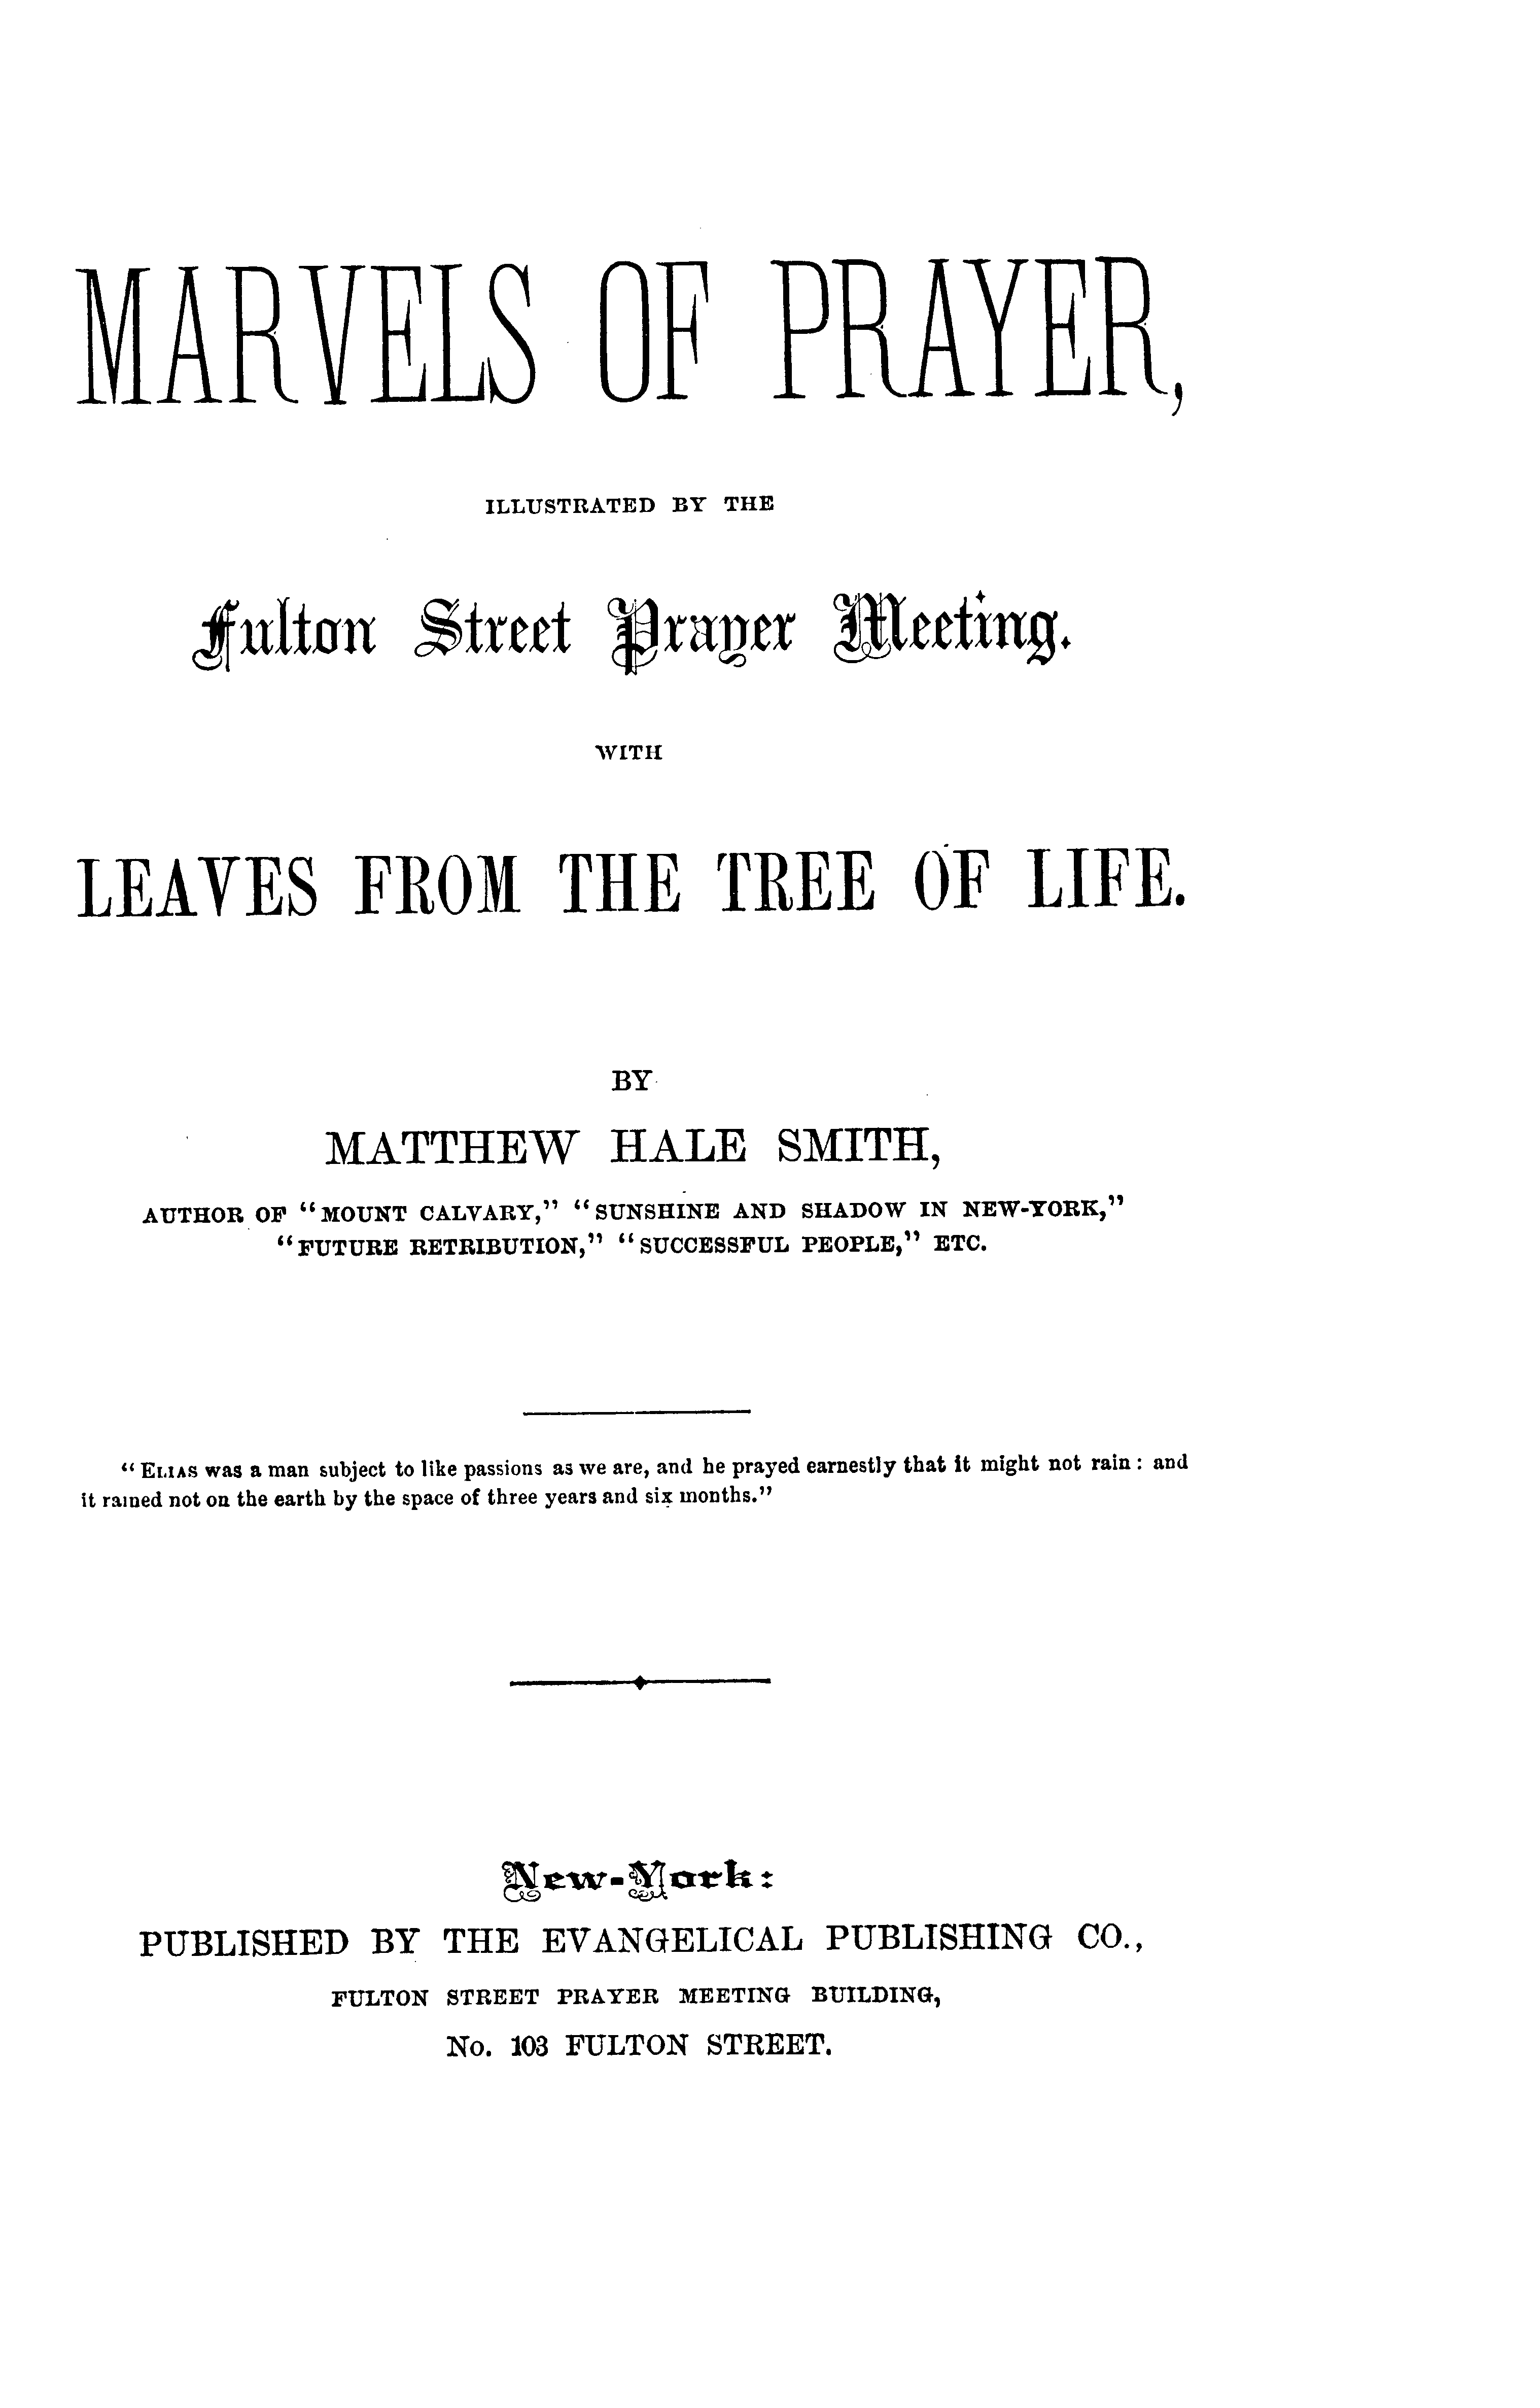 MARVELS OF PRAYER,
ILLUSTRATED BY THE
Fulton Street Prayer Meeting.
WITH
LEAVES FROM THE TREE OF LIFE.
BY
MATTHEW HALE SMITH,
AUTHOR OF “MOUNT CALVARY,” “SUNSHINE AND SHADOW IN NEW-YORK,”
“FUTURE RETRIBUTION,” “SUCCESSFUL PEOPLE,” ETC.
“ELIAS was a man subject to like passions as we are, and he prayed earnestly that it might not rain: and
it rained not on the earth by the space of three years and six months.”
New-York:
PUBLISHED BY THE EVANGELICAL PUBLISHING CO.,
FULTON STREET PRAYER MEETING BUILDING,
No. 103 FULTON STREET.